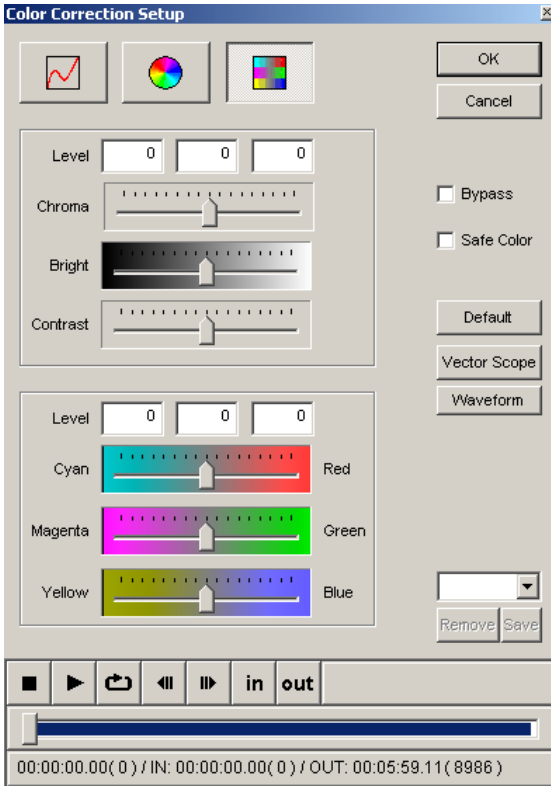 Color Correction Setup
OK
Cancel
Level 0 0 0
Chroma
Bypass
Safe Color
Bright
Contrast
Default
Vector Scope
Waveform
Level 0 0 0
Cyan Red
Magenta Green
Yellow Blue
Remove Save
in out
00:00:00.00( 0 ) / IN: 00:00:00.00( 0 ) / OUT: 00:05:59.11( 8986 )